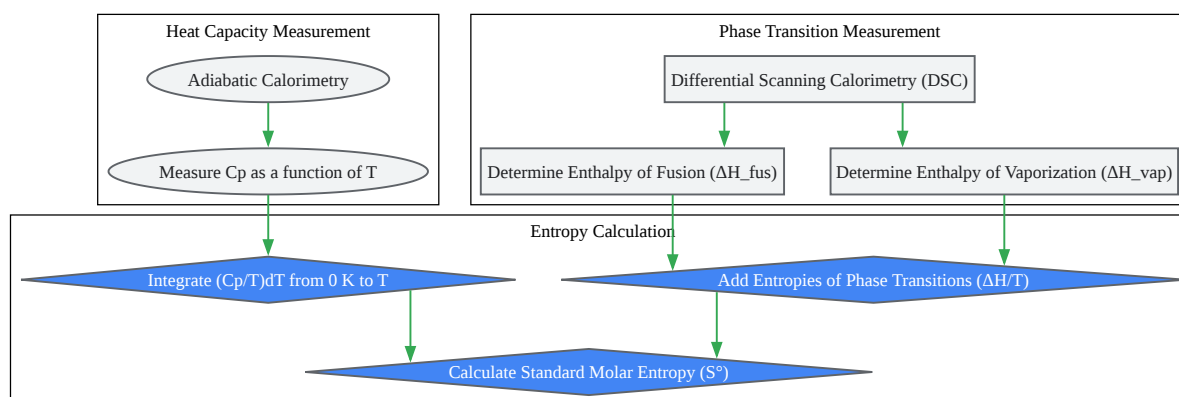 Heat Capacity Measurement
Phase Transition Measurement
Adiabatic Calorimetry
Differential Scanning Calorimetry (DSC)
Measure Cp as a function of T
Determine Enthalpy of Fusion (ΔH_fus)
Determine Enthalpy of Vaporization (ΔH_vap)
Entropy Calculation
Integrate (Cp/T)dT from 0 K to T
Add Entropies of Phase Transitions (ΔH/T)
Calculate Standard Molar Entropy (S°)